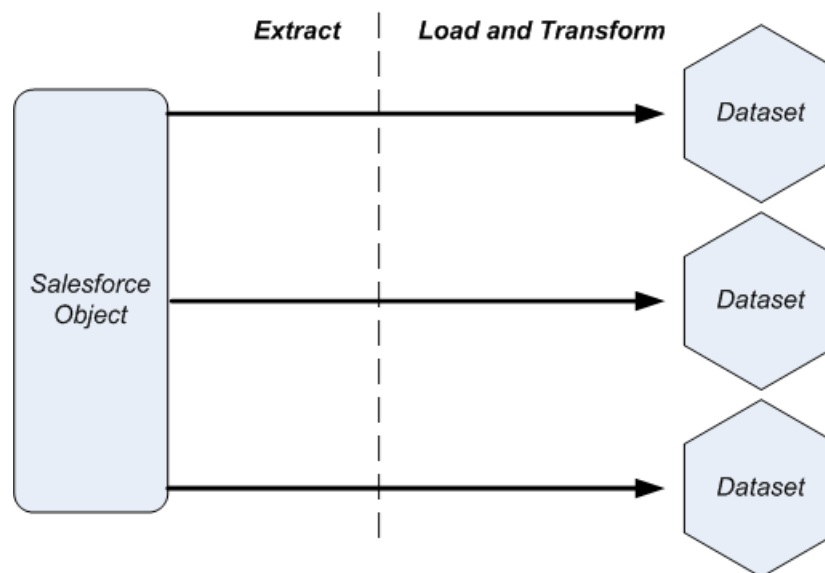 Extract
Load and Transform
Dataset
Salesforce
Object
Dataset
Dataset